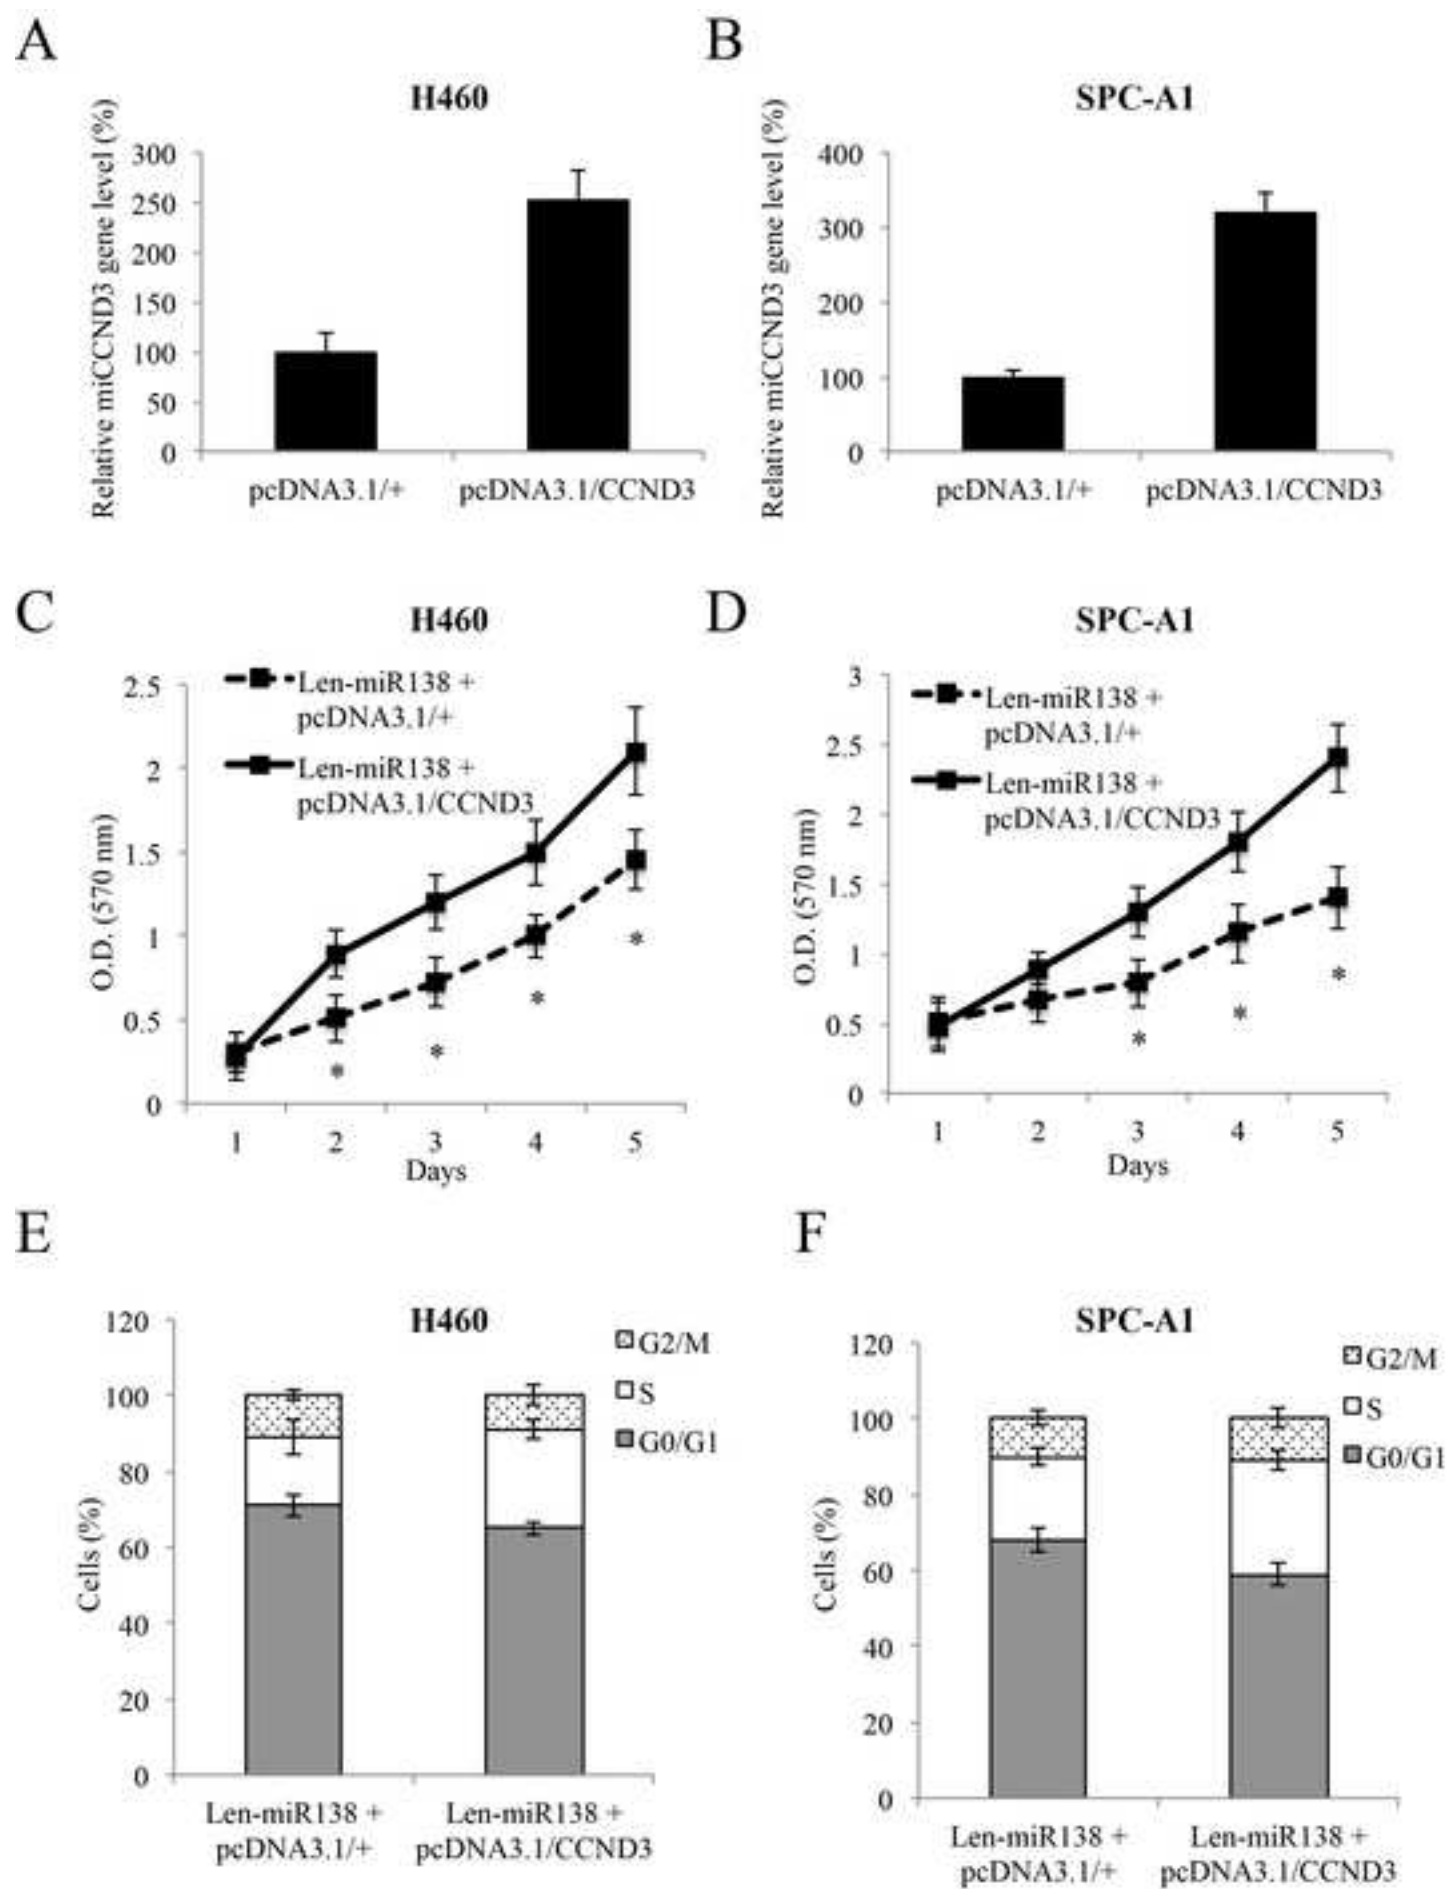 A
H460
Relative miCCND3 gene level (%)
300
250
200
150
100
50
0
pcDNA3.1/+
pcDNA3.1/CCND3
B
SPC-A1
Relative miCCND3 gene level (%)
400
300
200
100
0
pcDNA3.1/+
pcDNA3.1/CCND3
C
H460
Len-miR138 +
pcDNA3.1/+
Len-miR138 +
pcDNA3.1/CCND3
O.D. (570 nm)
2.5
2
1.5
1
0.5
0
*
*
*
*
1 2 3 4 5
Days
D
SPC-A1
Len-miR138 +
pcDNA3.1/+
Len-miR138 +
pcDNA3.1/CCND3
O.D. (570 nm)
3
2.5
2
1.5
1
0.5
0
*
*
*
1 2 3 4 5
Days
E
H460
G2/M
S
G0/G1
Cells (%)
120
100
80
60
40
20
0
Len-miR138 +
pcDNA3.1/+
Len-miR138 +
pcDNA3.1/CCND3
F
SPC-A1
G2/M
S
G0/G1
Cells (%)
120
100
80
60
40
20
0
Len-miR138 +
pcDNA3.1/+
Len-miR138 +
pcDNA3.1/CCND3